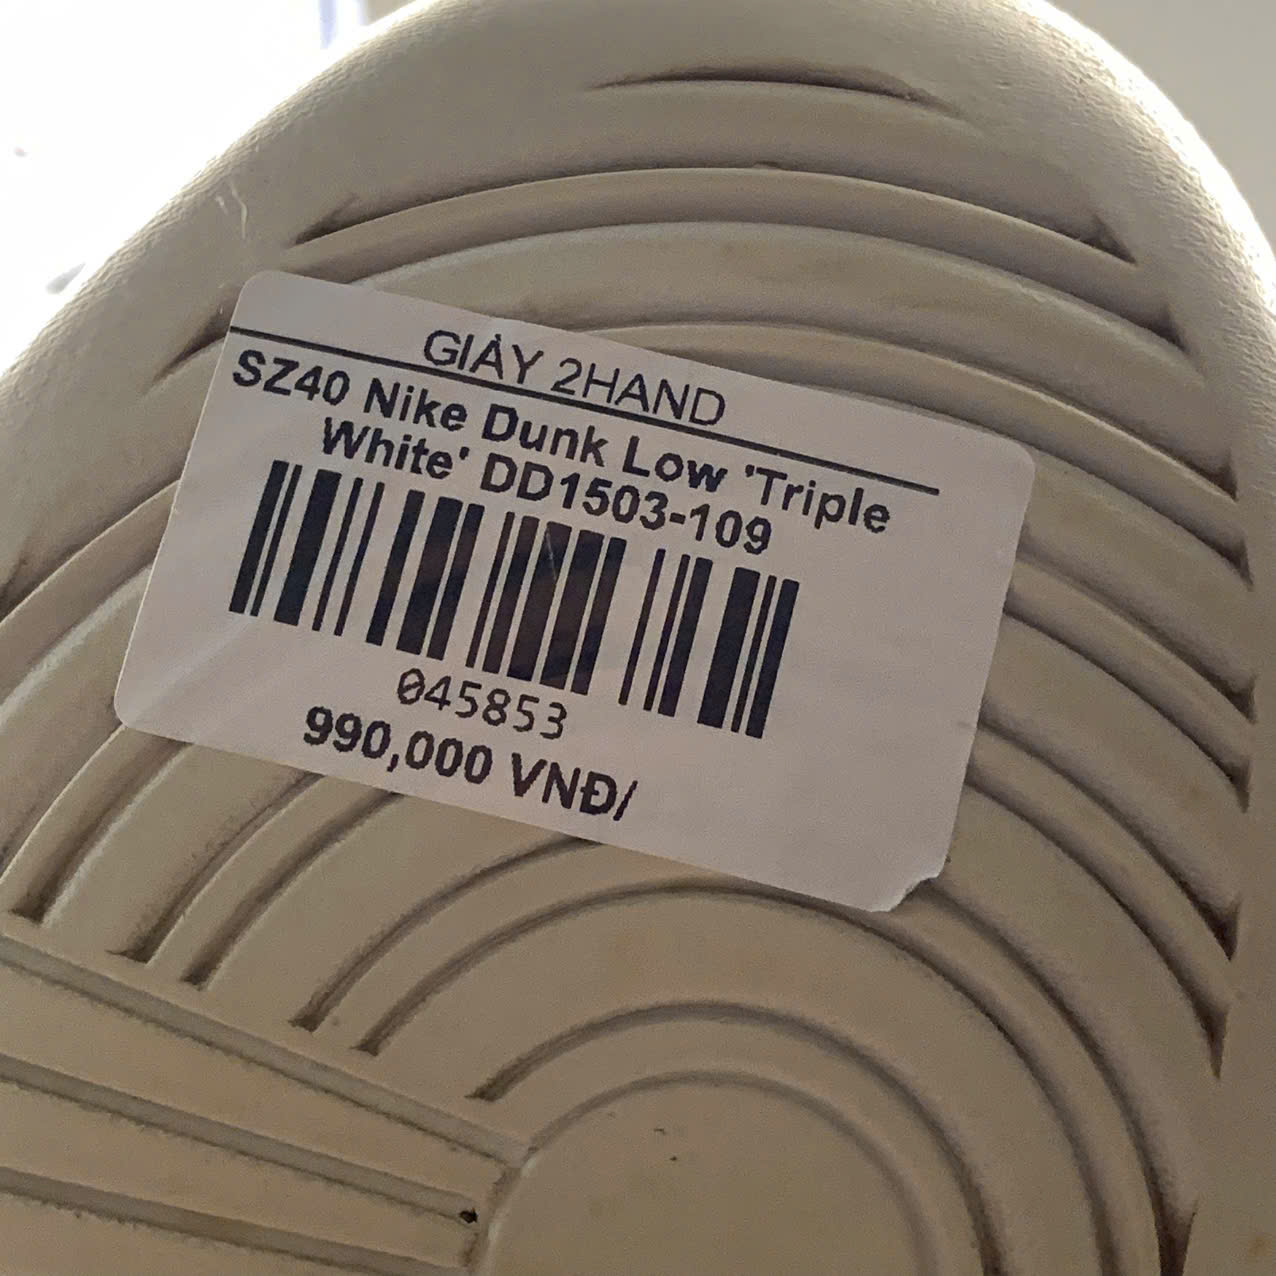 GIÀY 2HAND
SZ40 Nike Dunk Low 'Triple
White' DD1503-109
045853
990,000 VNĐ/